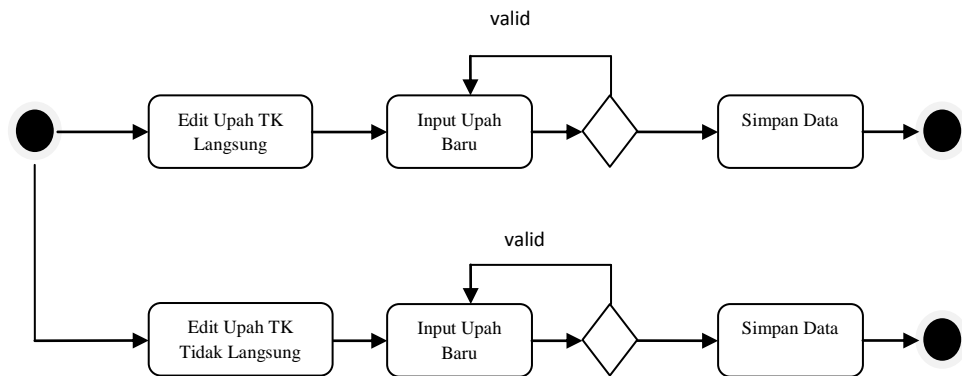 valid
Edit Upah TK
Langsung
Input Upah
Baru
Simpan Data
valid
Edit Upah TK
Tidak Langsung
Input Upah
Baru
Simpan Data